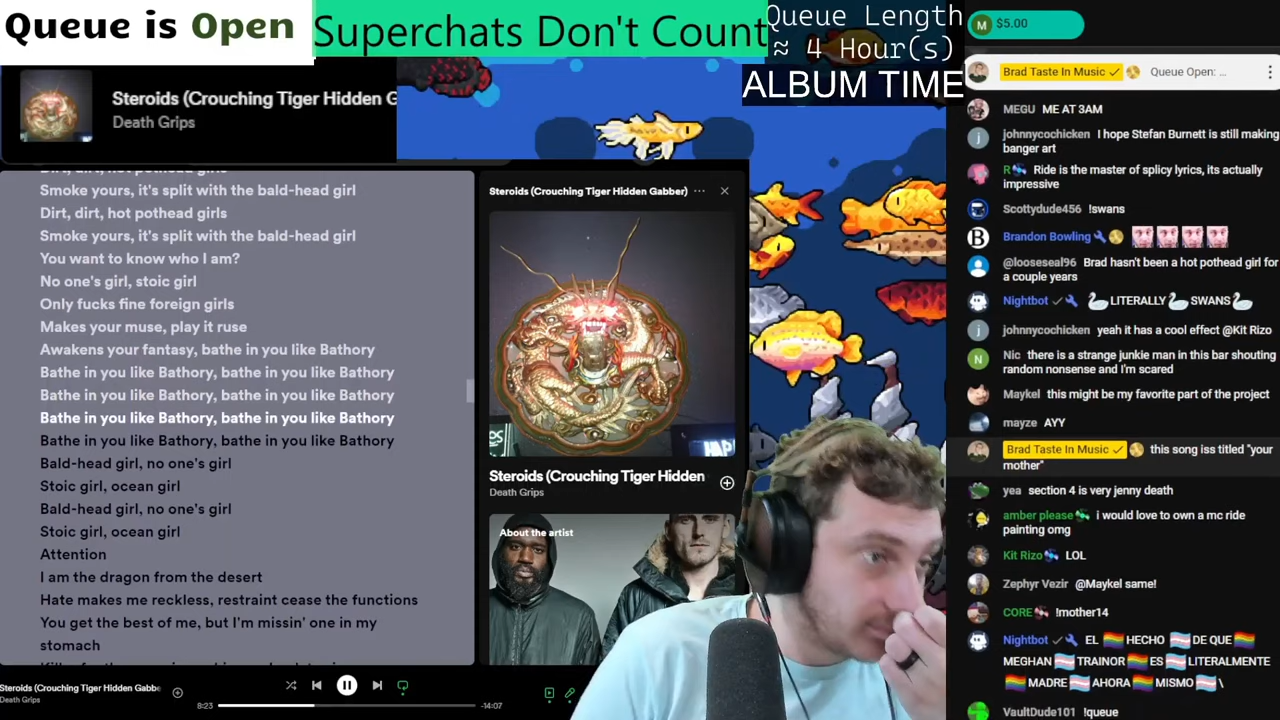 Queue is Open
Superchats Don't Count
Queue Length
≈ 4 Hour(s)
ALBUM TIME
Steroids (Crouching Tiger Hidden G
Death Grips
Dirt, dirt, hot pothead girls
Smoke yours, it's split with the bald-head girl
Dirt, dirt, hot pothead girls
Smoke yours, it's split with the bald-head girl
You want to know who I am?
No one's girl, stoic girl
Only fucks fine foreign girls
Makes your muse, play it ruse
Awakens your fantasy, bathe in you like Bathory
Bathe in you like Bathory, bathe in you like Bathory
Bathe in you like Bathory, bathe in you like Bathory
Bathe in you like Bathory, bathe in you like Bathory
Bathe in you like Bathory, bathe in you like Bathory
Bald-head girl, no one's girl
Stoic girl, ocean girl
Bald-head girl, no one's girl
Stoic girl, ocean girl
Attention
I am the dragon from the desert
Hate makes me reckless, restraint cease the functions
You get the best of me, but I'm missin' one in my
stomach
Steroids (Crouching Tiger Hidden Gabber)
Steroids (Crouching Tiger Hidden
Death Grips
About the artist
Steroids (Crouching Tiger Hidden Gabbe
Death Grips
8:23
-14:07
M $5.00
Brad Taste In Music Queue Open: ...
MEGU ME AT 3AM
johnnycochicken I hope Stefan Burnett is still making
banger art
R Ride is the master of splicy lyrics, its actually
impressive
Scottydude456 !swans
Brandon Bowling
@looseseal96 Brad hasn't been a hot pothead girl for
a couple years
Nightbot 🦢LITERALLY🦢SWANS🦢
johnnycochicken yeah it has a cool effect @Kit Rizo
Nic there is a strange junkie man in this bar shouting
random nonsense and I'm scared
Maykel this might be my favorite part of the project
mayze AYY
Brad Taste In Music this song iss titled "your
mother"
yea section 4 is very jenny death
amber please i would love to own a mc ride
painting omg
Kit Rizo LOL
Zephyr Vezir @Maykel same!
CORE !mother14
Nightbot EL 🏳️‍🌈 HECHO 🏳️‍⚧️ DE QUE 🏳️‍🌈
MEGHAN 🏳️‍⚧️ TRAINOR 🏳️‍🌈 ES 🏳️‍⚧️ LITERALMENTE
🏳️‍🌈 MADRE 🏳️‍⚧️ AHORA 🏳️‍🌈 MISMO 🏳️‍⚧️ \
VaultDude101 !queue